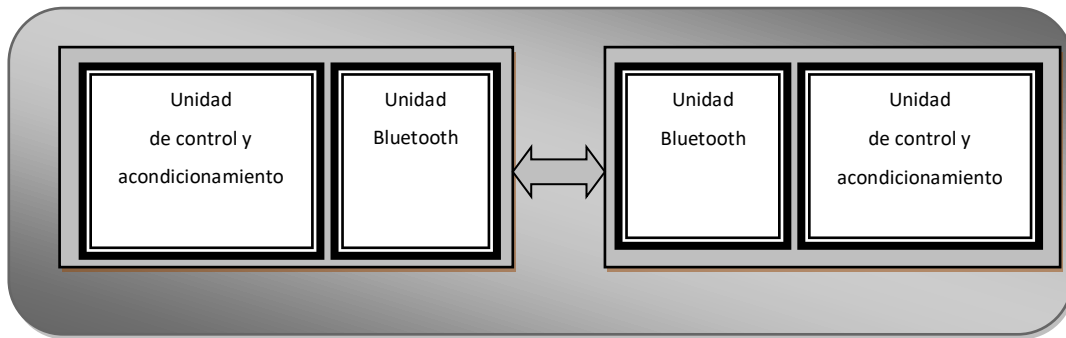 Unidad
de control y
acondicionamiento
Unidad
Bluetooth
Unidad
Bluetooth
Unidad
de control y
acondicionamiento